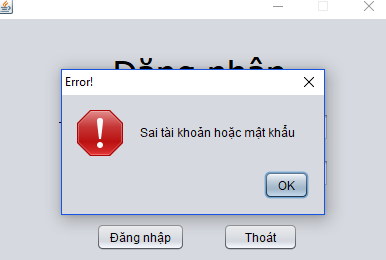 Đăng nhập
Error!
Sai tài khoản hoặc mật khẩu
OK
Đăng nhập
Thoát